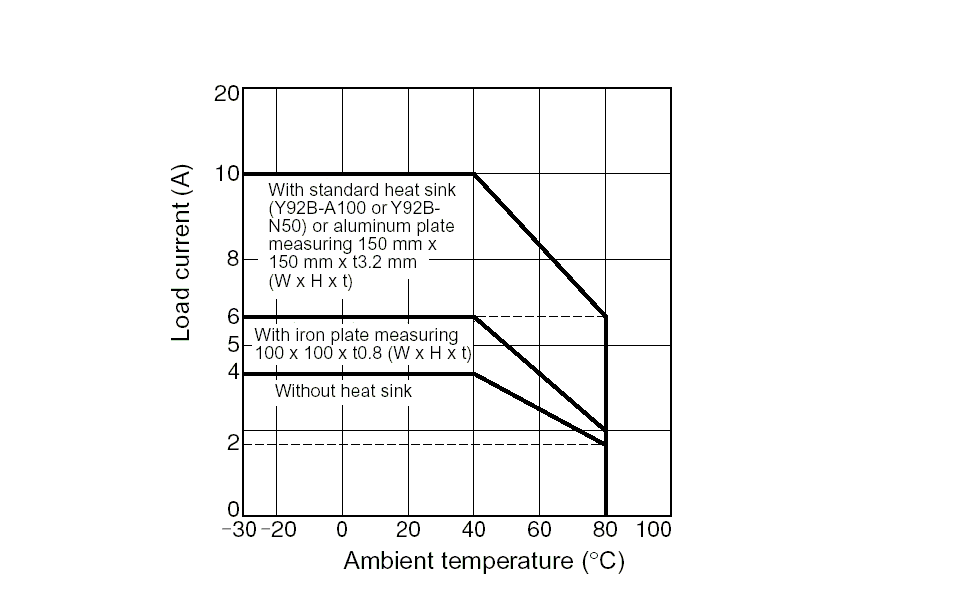 20
10
8
6
5
4
2
0
Load current (A)
With standard heat sink
(Y92B-A100 or Y92B-
N50) or aluminum plate
measuring 150 mm x
150 mm x t3.2 mm
(W x H x t)
With iron plate measuring
100 x 100 x t0.8 (W x H x t)
Without heat sink
−30 −20 0 20 40 60 80 100
Ambient temperature (°C)